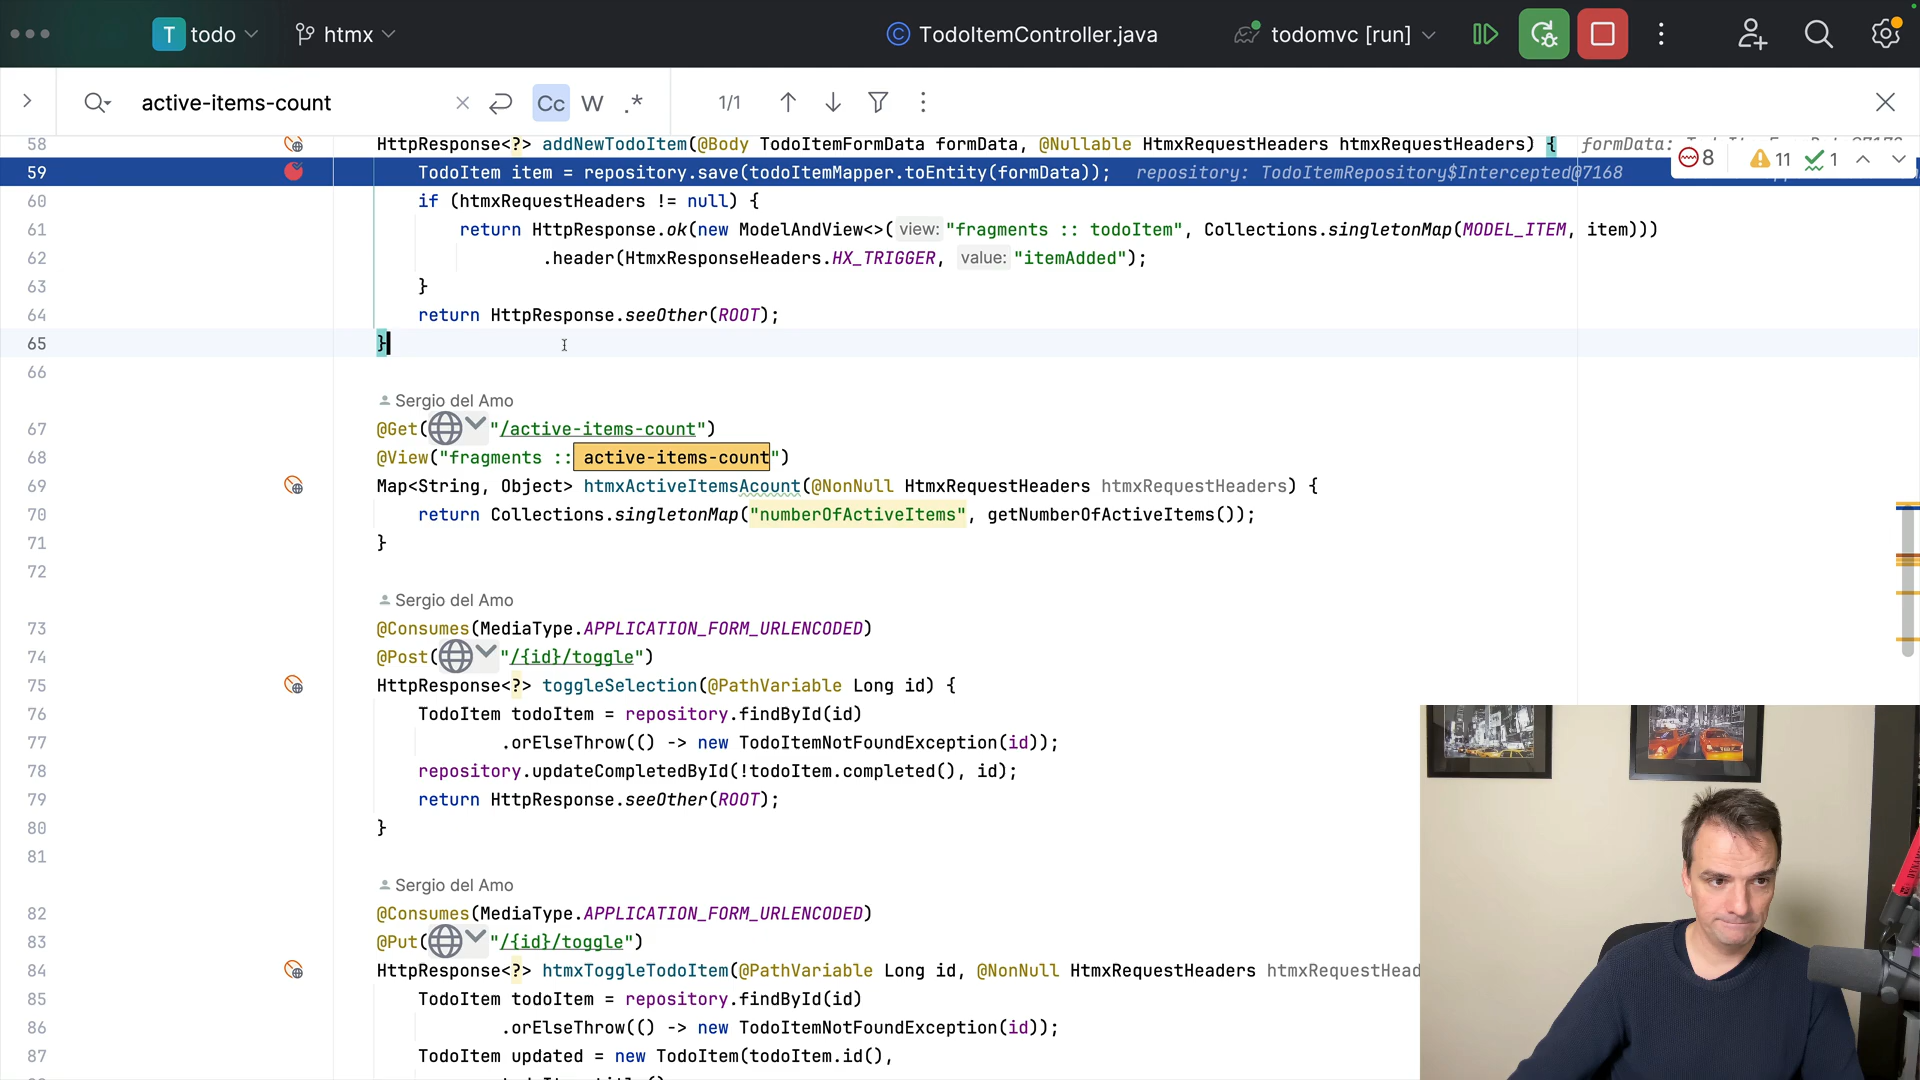 T todo
htmx
TodoItemController.java
todomvc [run]
active-items-count
Cc W .*
1/1
58 HttpResponse<?> addNewTodoItem(@Body TodoItemFormData formData, @Nullable HtmxRequestHeaders htmxRequestHeaders) { formData:
8 11 1
59 TodoItem item = repository.save(todoItemMapper.toEntity(formData)); repository: TodoItemRepository$Intercepted@7168
60 if (htmxRequestHeaders != null) {
61 return HttpResponse.ok(new ModelAndView<>( view: "fragments :: todoItem", Collections.singletonMap(MODEL_ITEM, item)))
62 .header(HtmxResponseHeaders.HX_TRIGGER, value: "itemAdded");
63 }
64 return HttpResponse.seeOther(ROOT);
65 }
66
Sergio del Amo
67 @Get( "/active-items-count")
68 @View("fragments :: active-items-count")
69 Map<String, Object> htmxActiveItemsAcount(@NonNull HtmxRequestHeaders htmxRequestHeaders) {
70 return Collections.singletonMap("numberOfActiveItems", getNumberOfActiveItems());
71 }
72
Sergio del Amo
73 @Consumes(MediaType.APPLICATION_FORM_URLENCODED)
74 @Post( "/{id}/toggle")
75 HttpResponse<?> toggleSelection(@PathVariable Long id) {
76 TodoItem todoItem = repository.findById(id)
77 .orElseThrow(() -> new TodoItemNotFoundException(id));
78 repository.updateCompletedById(!todoItem.completed(), id);
79 return HttpResponse.seeOther(ROOT);
80 }
81
Sergio del Amo
82 @Consumes(MediaType.APPLICATION_FORM_URLENCODED)
83 @Put( "/{id}/toggle")
84 HttpResponse<?> htmxToggleTodoItem(@PathVariable Long id, @NonNull HtmxRequestHeaders htmxRequestHead
85 TodoItem todoItem = repository.findById(id)
86 .orElseThrow(() -> new TodoItemNotFoundException(id));
87 TodoItem updated = new TodoItem(todoItem.id(),